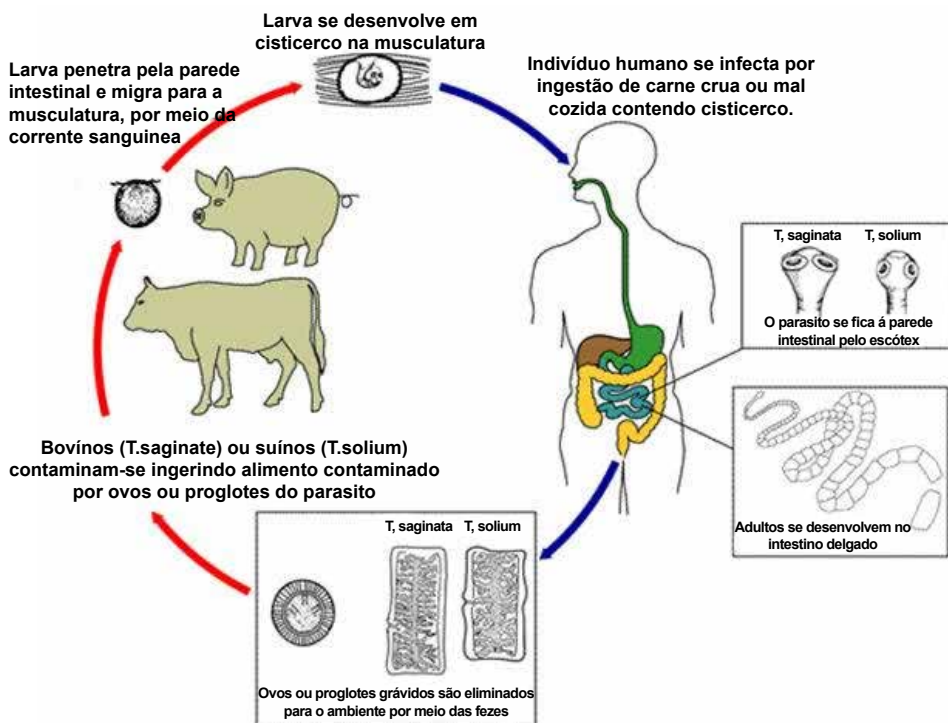 Larva se desenvolve em
cisticerco na musculatura
Larva penetra pela parede
intestinal e migra para a
musculatura, por meio da
corrente sanguinea
Indivíduo humano se infecta por
ingestão de carne crua ou mal
cozida contendo cisticerco.
T, saginata T, solium
O parasito se fica á parede
intestinal pelo escótex
Adultos se desenvolvem no
intestino delgado
Bovínos (T.saginate) ou suínos (T.solium)
contaminam-se ingerindo alimento contaminado
por ovos ou proglotes do parasito
T, saginata T, solium
Ovos ou proglotes grávidos são eliminados
para o ambiente por meio das fezes